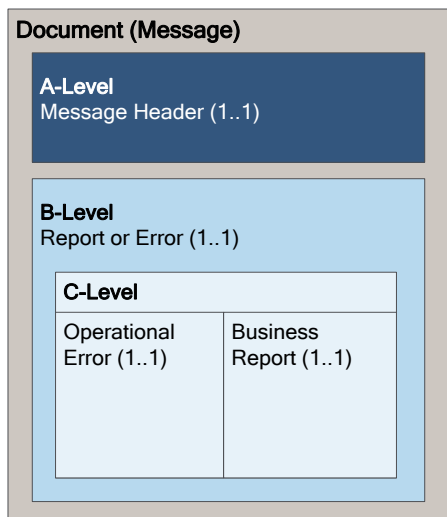 Document (Message)
A-Level
Message Header (1..1)
B-Level
Report or Error (1..1)
C-Level
Operational
Error (1..1)
Business
Report (1..1)